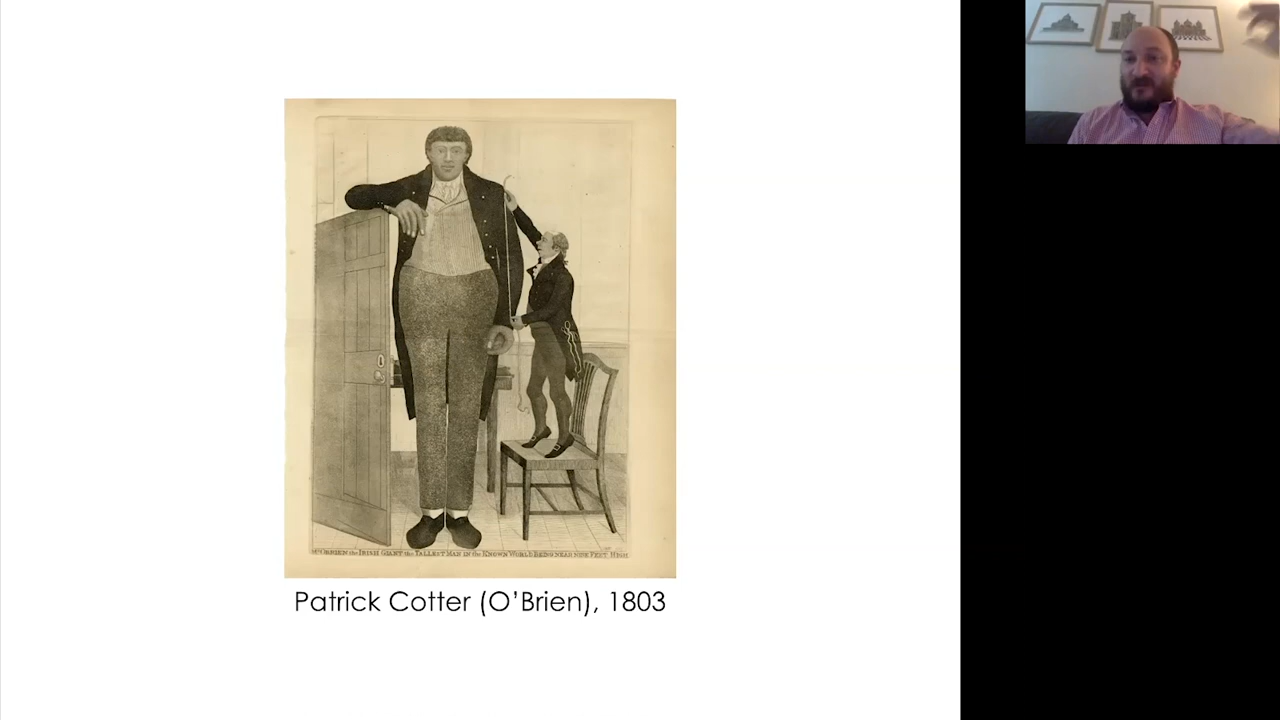 Mr. O'BRIEN the IRISH GIANT the TALLEST MAN in the KNOWN WORLD BEING NEAR NINE FEET HIGH
Patrick Cotter (O’Brien), 1803